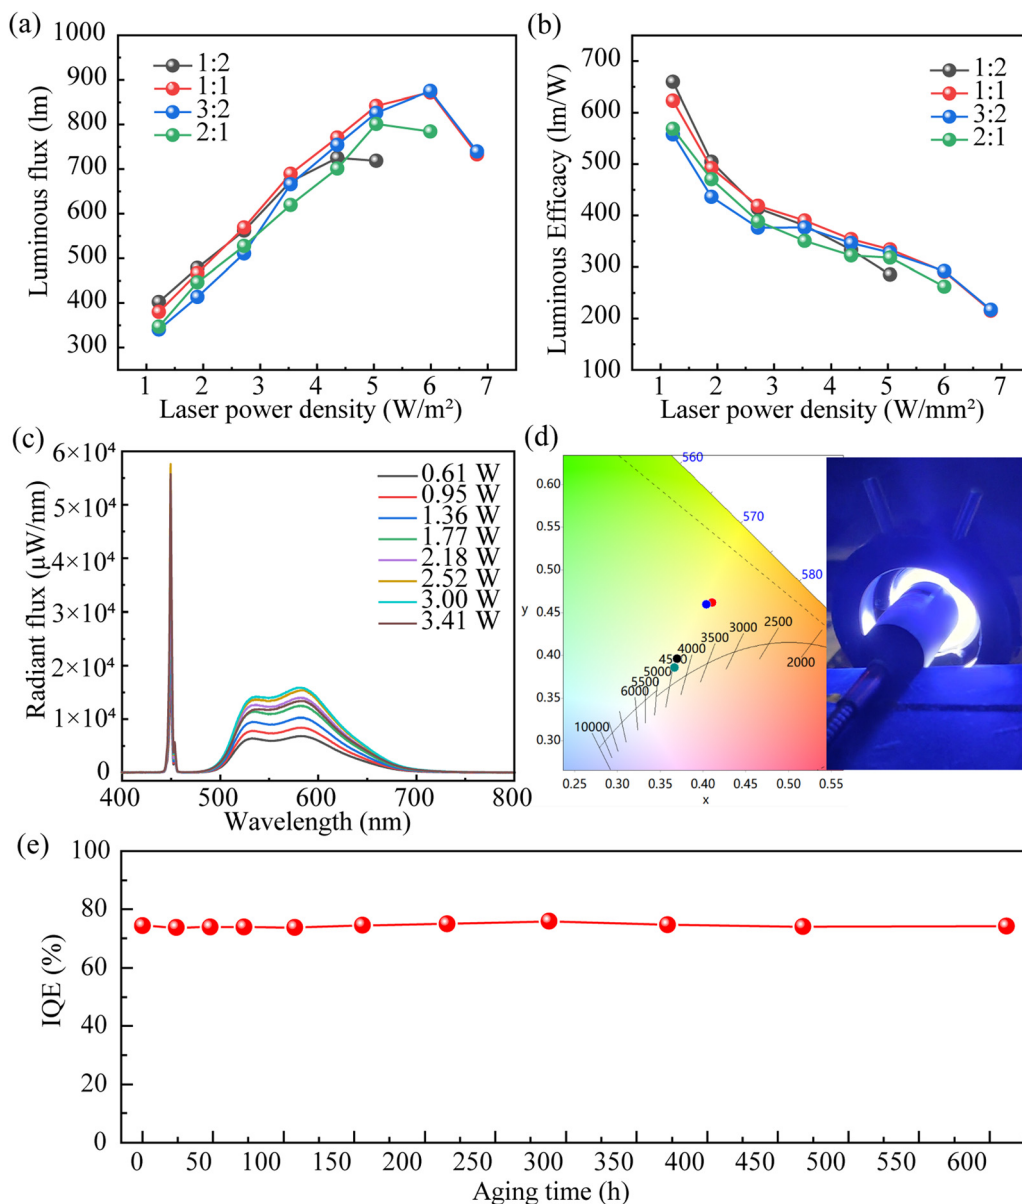 (a)
1000
900
800
700
600
500
400
300
Luminous flux (lm)
1:2
1:1
3:2
2:1
1 2 3 4 5 6 7
Laser power density (W/m²)
(b)
700
600
500
400
300
200
100
Luminous Efficacy (lm/W)
1:2
1:1
3:2
2:1
1 2 3 4 5 6 7
Laser power density (W/mm²)
(c)
6×10⁴
5×10⁴
4×10⁴
3×10⁴
2×10⁴
1×10⁴
0
Radiant flux (μW/nm)
0.61 W
0.95 W
1.36 W
1.77 W
2.18 W
2.52 W
3.00 W
3.41 W
400 500 600 700 800
Wavelength (nm)
(d)
0.60
0.55
0.50
0.45
0.40
0.35
0.30
y
560
570
580
2000
2500
3000
3500
4000
4500
5000
5500
6000
10000
0.25 0.30 0.35 0.40 0.45 0.50 0.55
x
(e)
100
80
60
40
20
0
IQE (%)
0 50 100 150 200 250 300 350 400 450 500 550 600
Aging time (h)